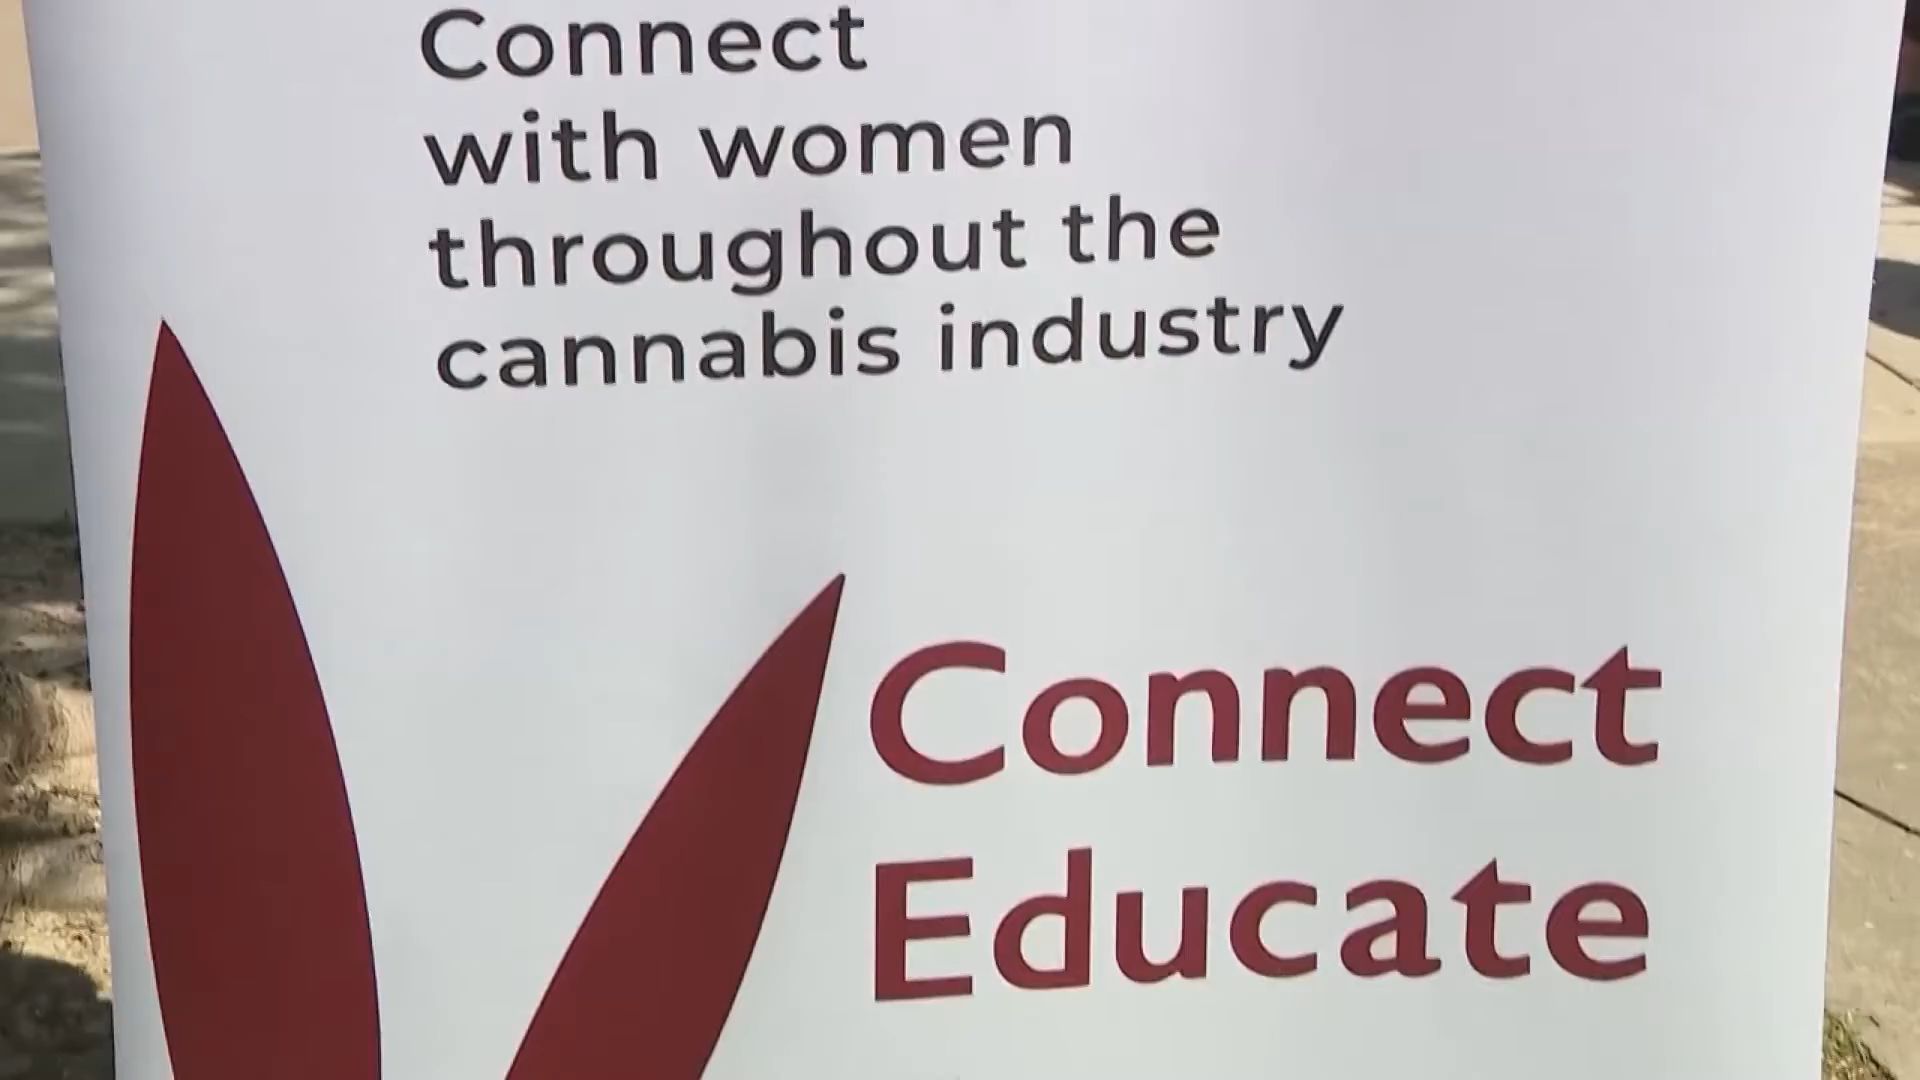 Connect
with women
throughout the
cannabis industry
Connect
Educate